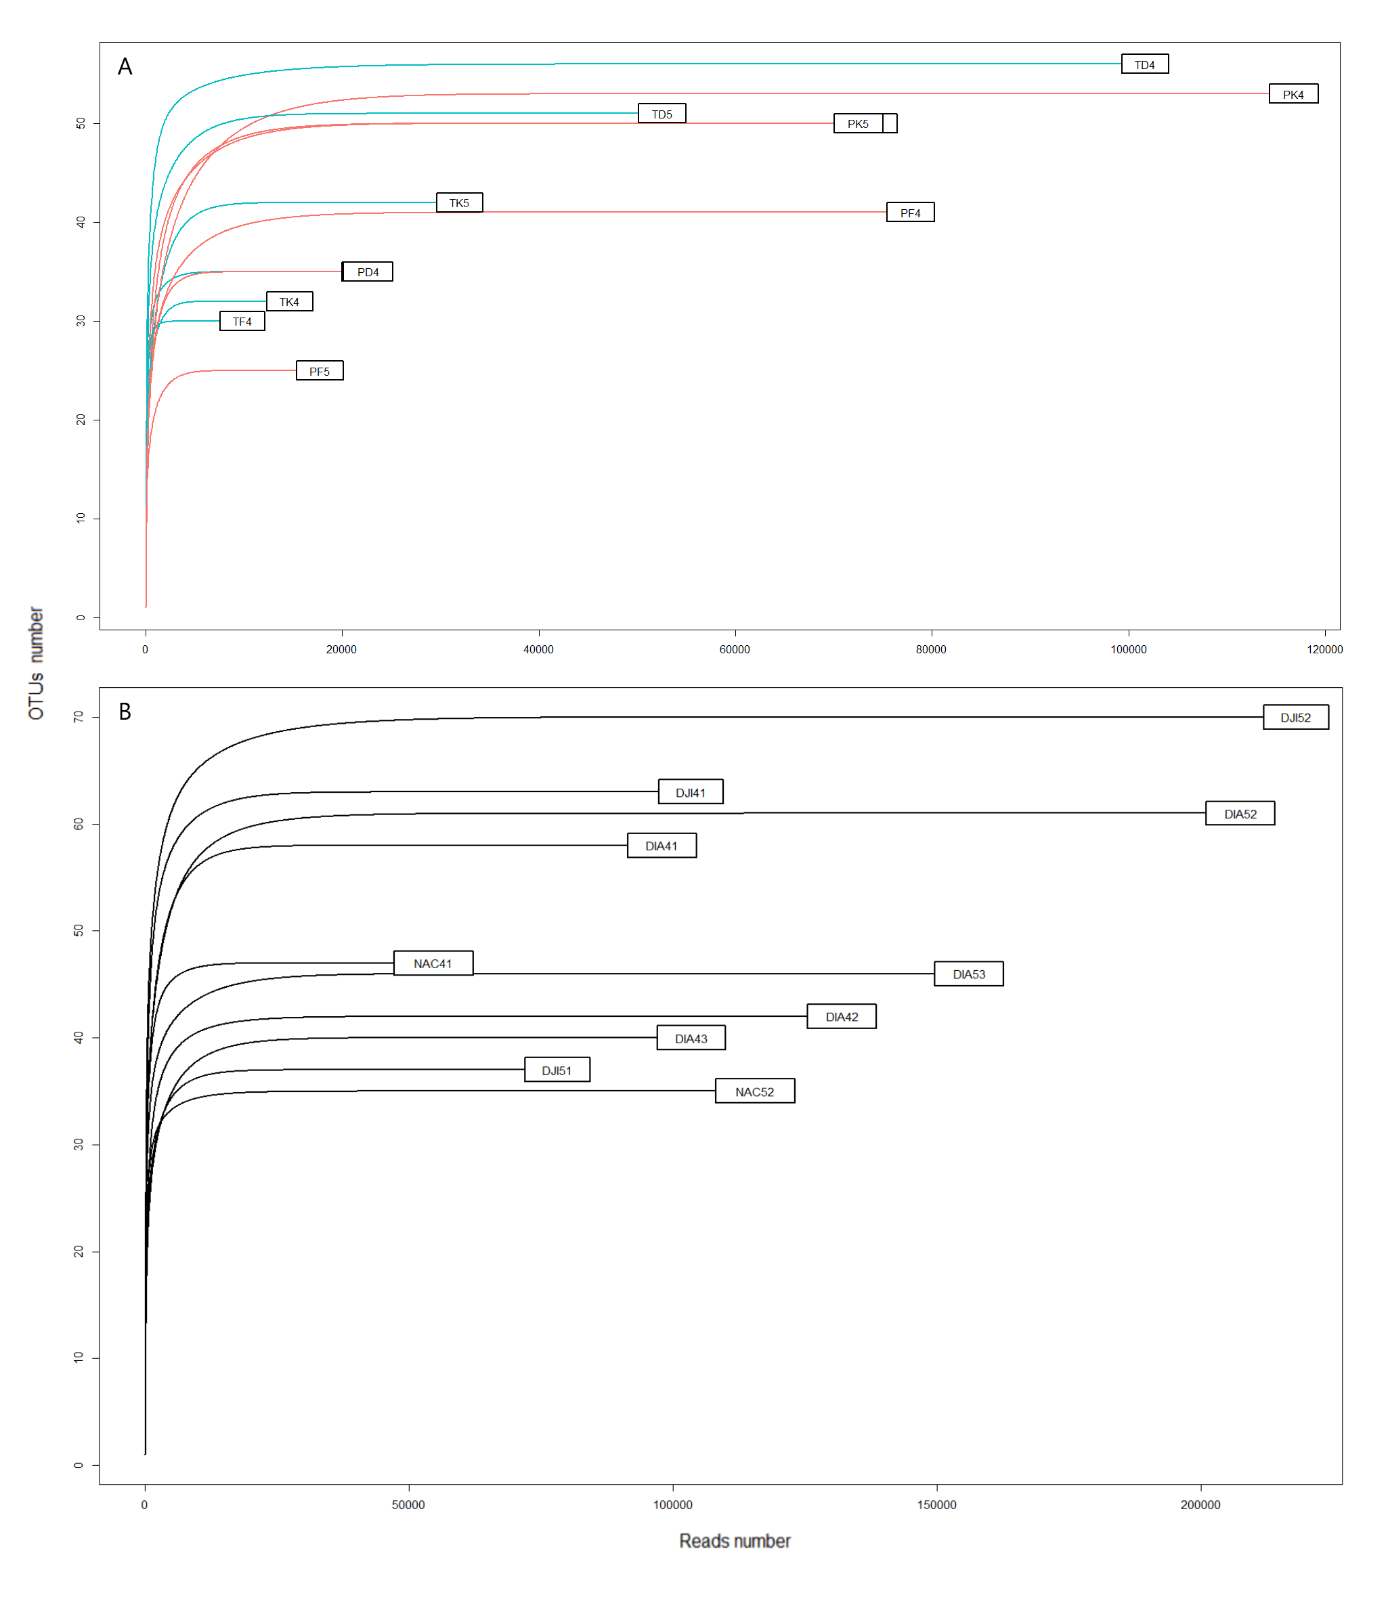 A
TD4
PK4
TD5
PK5
TK5
PF4
PD4
TK4
TF4
PF5
50
40
30
20
10
0
0 20000 40000 60000 80000 100000 120000
OTUs number
B
DJI52
DJI41
DIA52
DIA41
NAC41
DIA53
DIA42
DIA43
DJI51
NAC52
70
60
50
40
30
20
10
0
0 50000 100000 150000 200000
Reads number